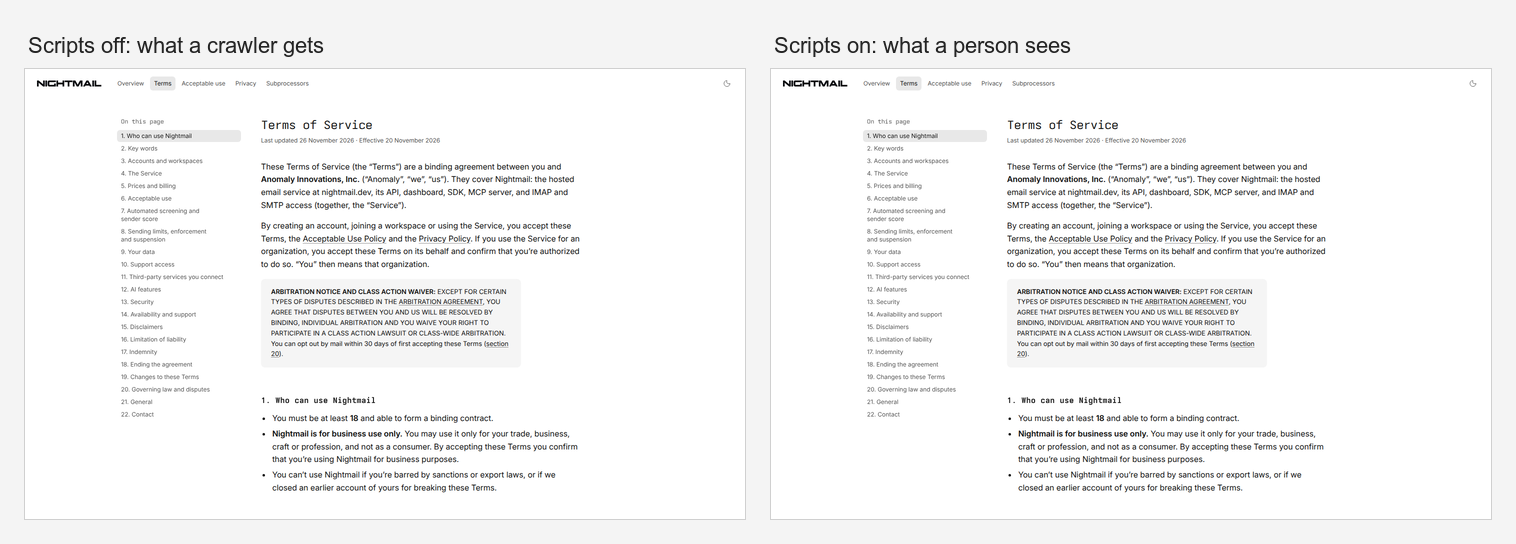 Scripts off: what a crawler gets
NIGHTMAIL
Overview
Terms
Acceptable use
Privacy
Subprocessors
On this page
1. Who can use Nightmail
2. Key words
3. Accounts and workspaces
4. The Service
5. Prices and billing
6. Acceptable use
7. Automated screening and
sender score
8. Sending limits, enforcement
and suspension
9. Your data
10. Support access
11. Third-party services you connect
12. AI features
13. Security
14. Availability and support
15. Disclaimers
16. Limitation of liability
17. Indemnity
18. Ending the agreement
19. Changes to these Terms
20. Governing law and disputes
21. General
22. Contact
Terms of Service
Last updated 26 November 2026 · Effective 20 November 2026
These Terms of Service (the “Terms”) are a binding agreement between you and
Anomaly Innovations, Inc. (“Anomaly”, “we”, “us”). They cover Nightmail: the hosted
email service at nightmail.dev, its API, dashboard, SDK, MCP server, and IMAP and
SMTP access (together, the “Service”).
By creating an account, joining a workspace or using the Service, you accept these
Terms, the Acceptable Use Policy and the Privacy Policy. If you use the Service for an
organization, you accept these Terms on its behalf and confirm that you’re authorized
to do so. “You” then means that organization.
ARBITRATION NOTICE AND CLASS ACTION WAIVER: EXCEPT FOR CERTAIN
TYPES OF DISPUTES DESCRIBED IN THE ARBITRATION AGREEMENT, YOU
AGREE THAT DISPUTES BETWEEN YOU AND US WILL BE RESOLVED BY
BINDING, INDIVIDUAL ARBITRATION AND YOU WAIVE YOUR RIGHT TO
PARTICIPATE IN A CLASS ACTION LAWSUIT OR CLASS-WIDE ARBITRATION.
You can opt out by mail within 30 days of first accepting these Terms (section
20).
1. Who can use Nightmail
• You must be at least 18 and able to form a binding contract.
• Nightmail is for business use only. You may use it only for your trade, business,
craft or profession, and not as a consumer. By accepting these Terms you confirm
that you’re using Nightmail for business purposes.
• You can’t use Nightmail if you’re barred by sanctions or export laws, or if we
closed an earlier account of yours for breaking these Terms.
Scripts on: what a person sees
NIGHTMAIL
Overview
Terms
Acceptable use
Privacy
Subprocessors
On this page
1. Who can use Nightmail
2. Key words
3. Accounts and workspaces
4. The Service
5. Prices and billing
6. Acceptable use
7. Automated screening and
sender score
8. Sending limits, enforcement
and suspension
9. Your data
10. Support access
11. Third-party services you connect
12. AI features
13. Security
14. Availability and support
15. Disclaimers
16. Limitation of liability
17. Indemnity
18. Ending the agreement
19. Changes to these Terms
20. Governing law and disputes
21. General
22. Contact
Terms of Service
Last updated 26 November 2026 · Effective 20 November 2026
These Terms of Service (the “Terms”) are a binding agreement between you and
Anomaly Innovations, Inc. (“Anomaly”, “we”, “us”). They cover Nightmail: the hosted
email service at nightmail.dev, its API, dashboard, SDK, MCP server, and IMAP and
SMTP access (together, the “Service”).
By creating an account, joining a workspace or using the Service, you accept these
Terms, the Acceptable Use Policy and the Privacy Policy. If you use the Service for an
organization, you accept these Terms on its behalf and confirm that you’re authorized
to do so. “You” then means that organization.
ARBITRATION NOTICE AND CLASS ACTION WAIVER: EXCEPT FOR CERTAIN
TYPES OF DISPUTES DESCRIBED IN THE ARBITRATION AGREEMENT, YOU
AGREE THAT DISPUTES BETWEEN YOU AND US WILL BE RESOLVED BY
BINDING, INDIVIDUAL ARBITRATION AND YOU WAIVE YOUR RIGHT TO
PARTICIPATE IN A CLASS ACTION LAWSUIT OR CLASS-WIDE ARBITRATION.
You can opt out by mail within 30 days of first accepting these Terms (section
20).
1. Who can use Nightmail
• You must be at least 18 and able to form a binding contract.
• Nightmail is for business use only. You may use it only for your trade, business,
craft or profession, and not as a consumer. By accepting these Terms you confirm
that you’re using Nightmail for business purposes.
• You can’t use Nightmail if you’re barred by sanctions or export laws, or if we
closed an earlier account of yours for breaking these Terms.